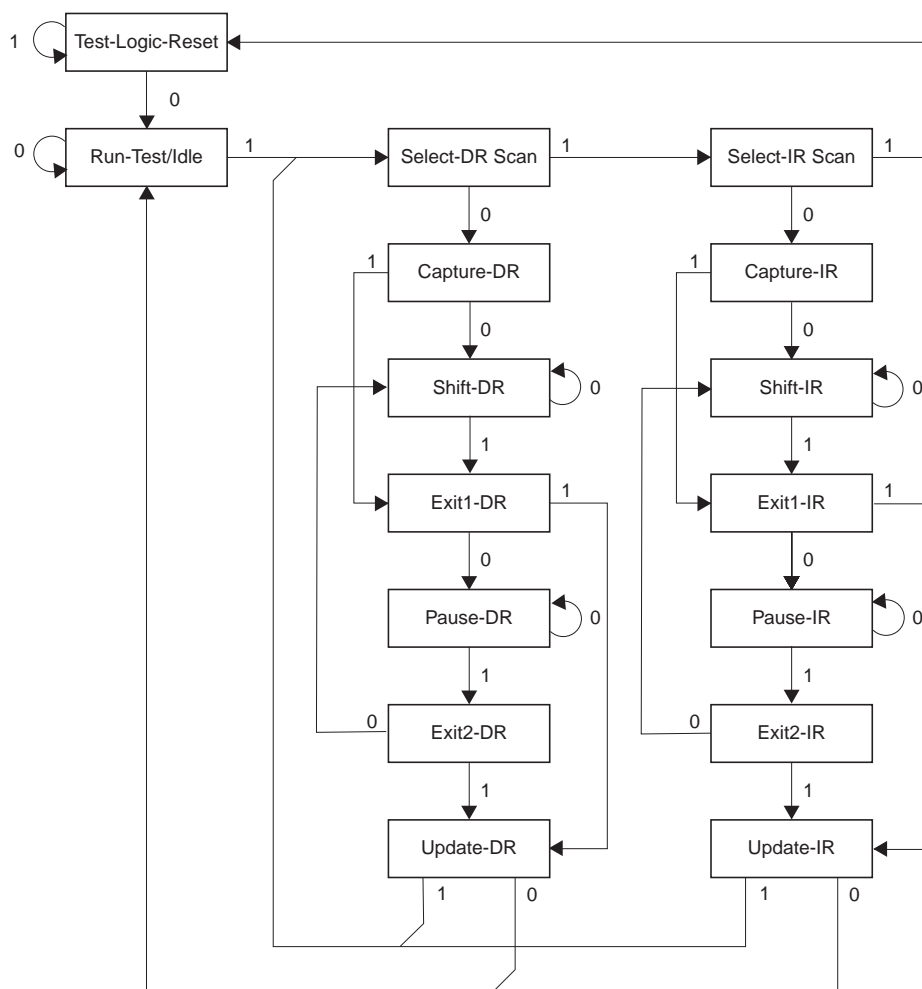 1 Test-Logic-Reset
0
0 Run-Test/Idle 1 Select-DR Scan 1 Select-IR Scan 1
0 0
1 Capture-DR 1 Capture-IR
0 0
Shift-DR 0 Shift-IR 0
1 1
Exit1-DR 1 Exit1-IR 1
0 0
Pause-DR 0 Pause-IR 0
1 1
0 Exit2-DR 0 Exit2-IR
1 1
Update-DR Update-IR
1 0 1 0